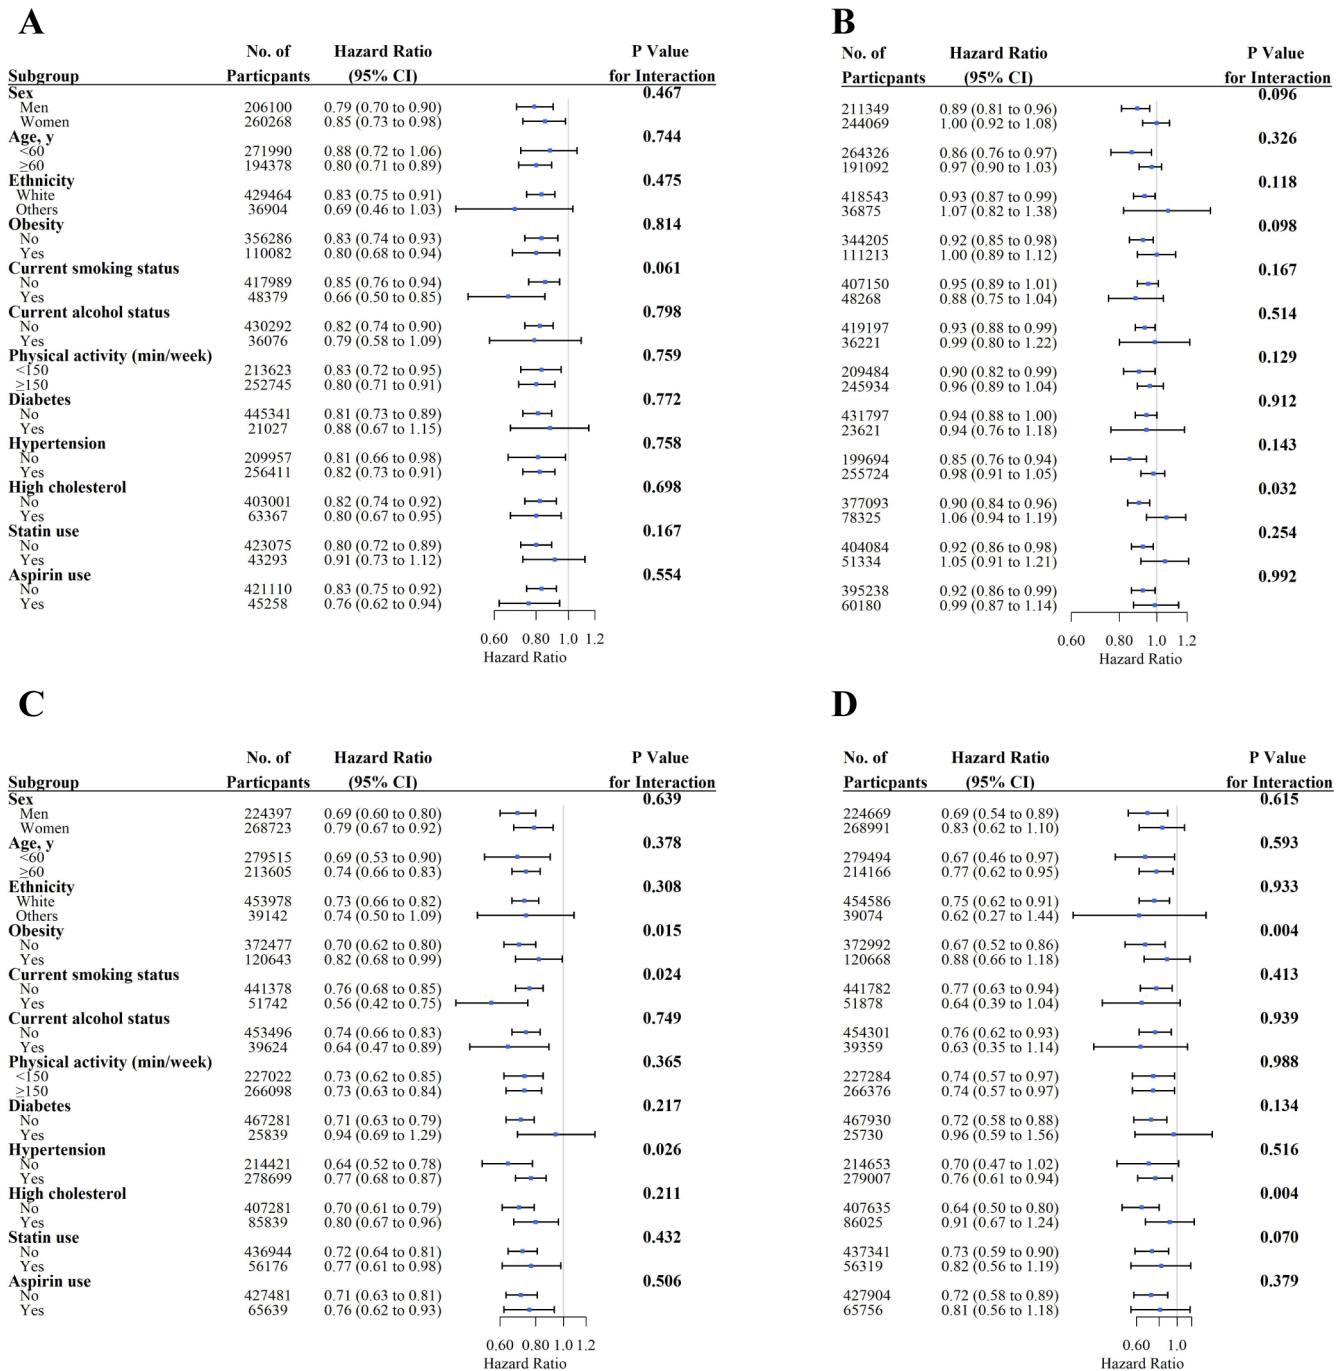 A
No. of Hazard Ratio P Value
Subgroup Particpants (95% CI) for Interaction
Sex 0.467
Men 206100 0.79 (0.70 to 0.90)
Women 260268 0.85 (0.73 to 0.98)
Age, y 0.744
<60 271990 0.88 (0.72 to 1.06)
≥60 194378 0.80 (0.71 to 0.89)
Ethnicity 0.475
White 429464 0.83 (0.75 to 0.91)
Others 36904 0.69 (0.46 to 1.03)
Obesity 0.814
No 356286 0.83 (0.74 to 0.93)
Yes 110082 0.80 (0.68 to 0.94)
Current smoking status 0.061
No 417989 0.85 (0.76 to 0.94)
Yes 48379 0.66 (0.50 to 0.85)
Current alcohol status 0.798
No 430292 0.82 (0.74 to 0.90)
Yes 36076 0.79 (0.58 to 1.09)
Physical activity (min/week) 0.759
<150 213623 0.83 (0.72 to 0.95)
≥150 252745 0.80 (0.71 to 0.91)
Diabetes 0.772
No 445341 0.81 (0.73 to 0.89)
Yes 21027 0.88 (0.67 to 1.15)
Hypertension 0.758
No 209957 0.81 (0.66 to 0.98)
Yes 256411 0.82 (0.73 to 0.91)
High cholesterol 0.698
No 403001 0.82 (0.74 to 0.92)
Yes 63367 0.80 (0.67 to 0.95)
Statin use 0.167
No 423075 0.80 (0.72 to 0.89)
Yes 43293 0.91 (0.73 to 1.12)
Aspirin use 0.554
No 421110 0.83 (0.75 to 0.92)
Yes 45258 0.76 (0.62 to 0.94)
0.60 0.80 1.0 1.2
Hazard Ratio
B
No. of Hazard Ratio P Value
Particpants (95% CI) for Interaction
0.096
211349 0.89 (0.81 to 0.96)
244069 1.00 (0.92 to 1.08)
0.326
264326 0.86 (0.76 to 0.97)
191092 0.97 (0.90 to 1.03)
0.118
418543 0.93 (0.87 to 0.99)
36875 1.07 (0.82 to 1.38)
0.098
344205 0.92 (0.85 to 0.98)
111213 1.00 (0.89 to 1.12)
0.167
407150 0.95 (0.89 to 1.01)
48268 0.88 (0.75 to 1.04)
0.514
419197 0.93 (0.88 to 0.99)
36221 0.99 (0.80 to 1.22)
0.129
209484 0.90 (0.82 to 0.99)
245934 0.96 (0.89 to 1.04)
0.912
431797 0.94 (0.88 to 1.00)
23621 0.94 (0.76 to 1.18)
0.143
199694 0.85 (0.76 to 0.94)
255724 0.98 (0.91 to 1.05)
0.032
377093 0.90 (0.84 to 0.96)
78325 1.06 (0.94 to 1.19)
0.254
404084 0.92 (0.86 to 0.98)
51334 1.05 (0.91 to 1.21)
0.992
395238 0.92 (0.86 to 0.99)
60180 0.99 (0.87 to 1.14)
0.60 0.80 1.0 1.2
Hazard Ratio
C
No. of Hazard Ratio P Value
Subgroup Particpants (95% CI) for Interaction
Sex 0.639
Men 224397 0.69 (0.60 to 0.80)
Women 268723 0.79 (0.67 to 0.92)
Age, y 0.378
<60 279515 0.69 (0.53 to 0.90)
≥60 213605 0.74 (0.66 to 0.83)
Ethnicity 0.308
White 453978 0.73 (0.66 to 0.82)
Others 39142 0.74 (0.50 to 1.09)
Obesity 0.015
No 372477 0.70 (0.62 to 0.80)
Yes 120643 0.82 (0.68 to 0.99)
Current smoking status 0.024
No 441378 0.76 (0.68 to 0.85)
Yes 51742 0.56 (0.42 to 0.75)
Current alcohol status 0.749
No 453496 0.74 (0.66 to 0.83)
Yes 39624 0.64 (0.47 to 0.89)
Physical activity (min/week) 0.365
<150 227022 0.73 (0.62 to 0.85)
≥150 266098 0.73 (0.63 to 0.84)
Diabetes 0.217
No 467281 0.71 (0.63 to 0.79)
Yes 25839 0.94 (0.69 to 1.29)
Hypertension 0.026
No 214421 0.64 (0.52 to 0.78)
Yes 278699 0.77 (0.68 to 0.87)
High cholesterol 0.211
No 407281 0.70 (0.61 to 0.79)
Yes 85839 0.80 (0.67 to 0.96)
Statin use 0.432
No 436944 0.72 (0.64 to 0.81)
Yes 56176 0.77 (0.61 to 0.98)
Aspirin use 0.506
No 427481 0.71 (0.63 to 0.81)
Yes 65639 0.76 (0.62 to 0.93)
0.60 0.80 1.0 1.2
Hazard Ratio
D
No. of Hazard Ratio P Value
Particpants (95% CI) for Interaction
0.615
224669 0.69 (0.54 to 0.89)
268991 0.83 (0.62 to 1.10)
0.593
279494 0.67 (0.46 to 0.97)
214166 0.77 (0.62 to 0.95)
0.933
454586 0.75 (0.62 to 0.91)
39074 0.62 (0.27 to 1.44)
0.004
372992 0.67 (0.52 to 0.86)
120668 0.88 (0.66 to 1.18)
0.413
441782 0.77 (0.63 to 0.94)
51878 0.64 (0.39 to 1.04)
0.939
454301 0.76 (0.62 to 0.93)
39359 0.63 (0.35 to 1.14)
0.988
227284 0.74 (0.57 to 0.97)
266376 0.74 (0.57 to 0.97)
0.134
467930 0.72 (0.58 to 0.88)
25730 0.96 (0.59 to 1.56)
0.516
214653 0.70 (0.47 to 1.02)
279007 0.76 (0.61 to 0.94)
0.004
407635 0.64 (0.50 to 0.80)
86025 0.91 (0.67 to 1.24)
0.070
437341 0.73 (0.59 to 0.90)
56319 0.82 (0.56 to 1.19)
0.379
427904 0.72 (0.58 to 0.89)
65756 0.81 (0.56 to 1.18)
0.60 1.0
Hazard Ratio